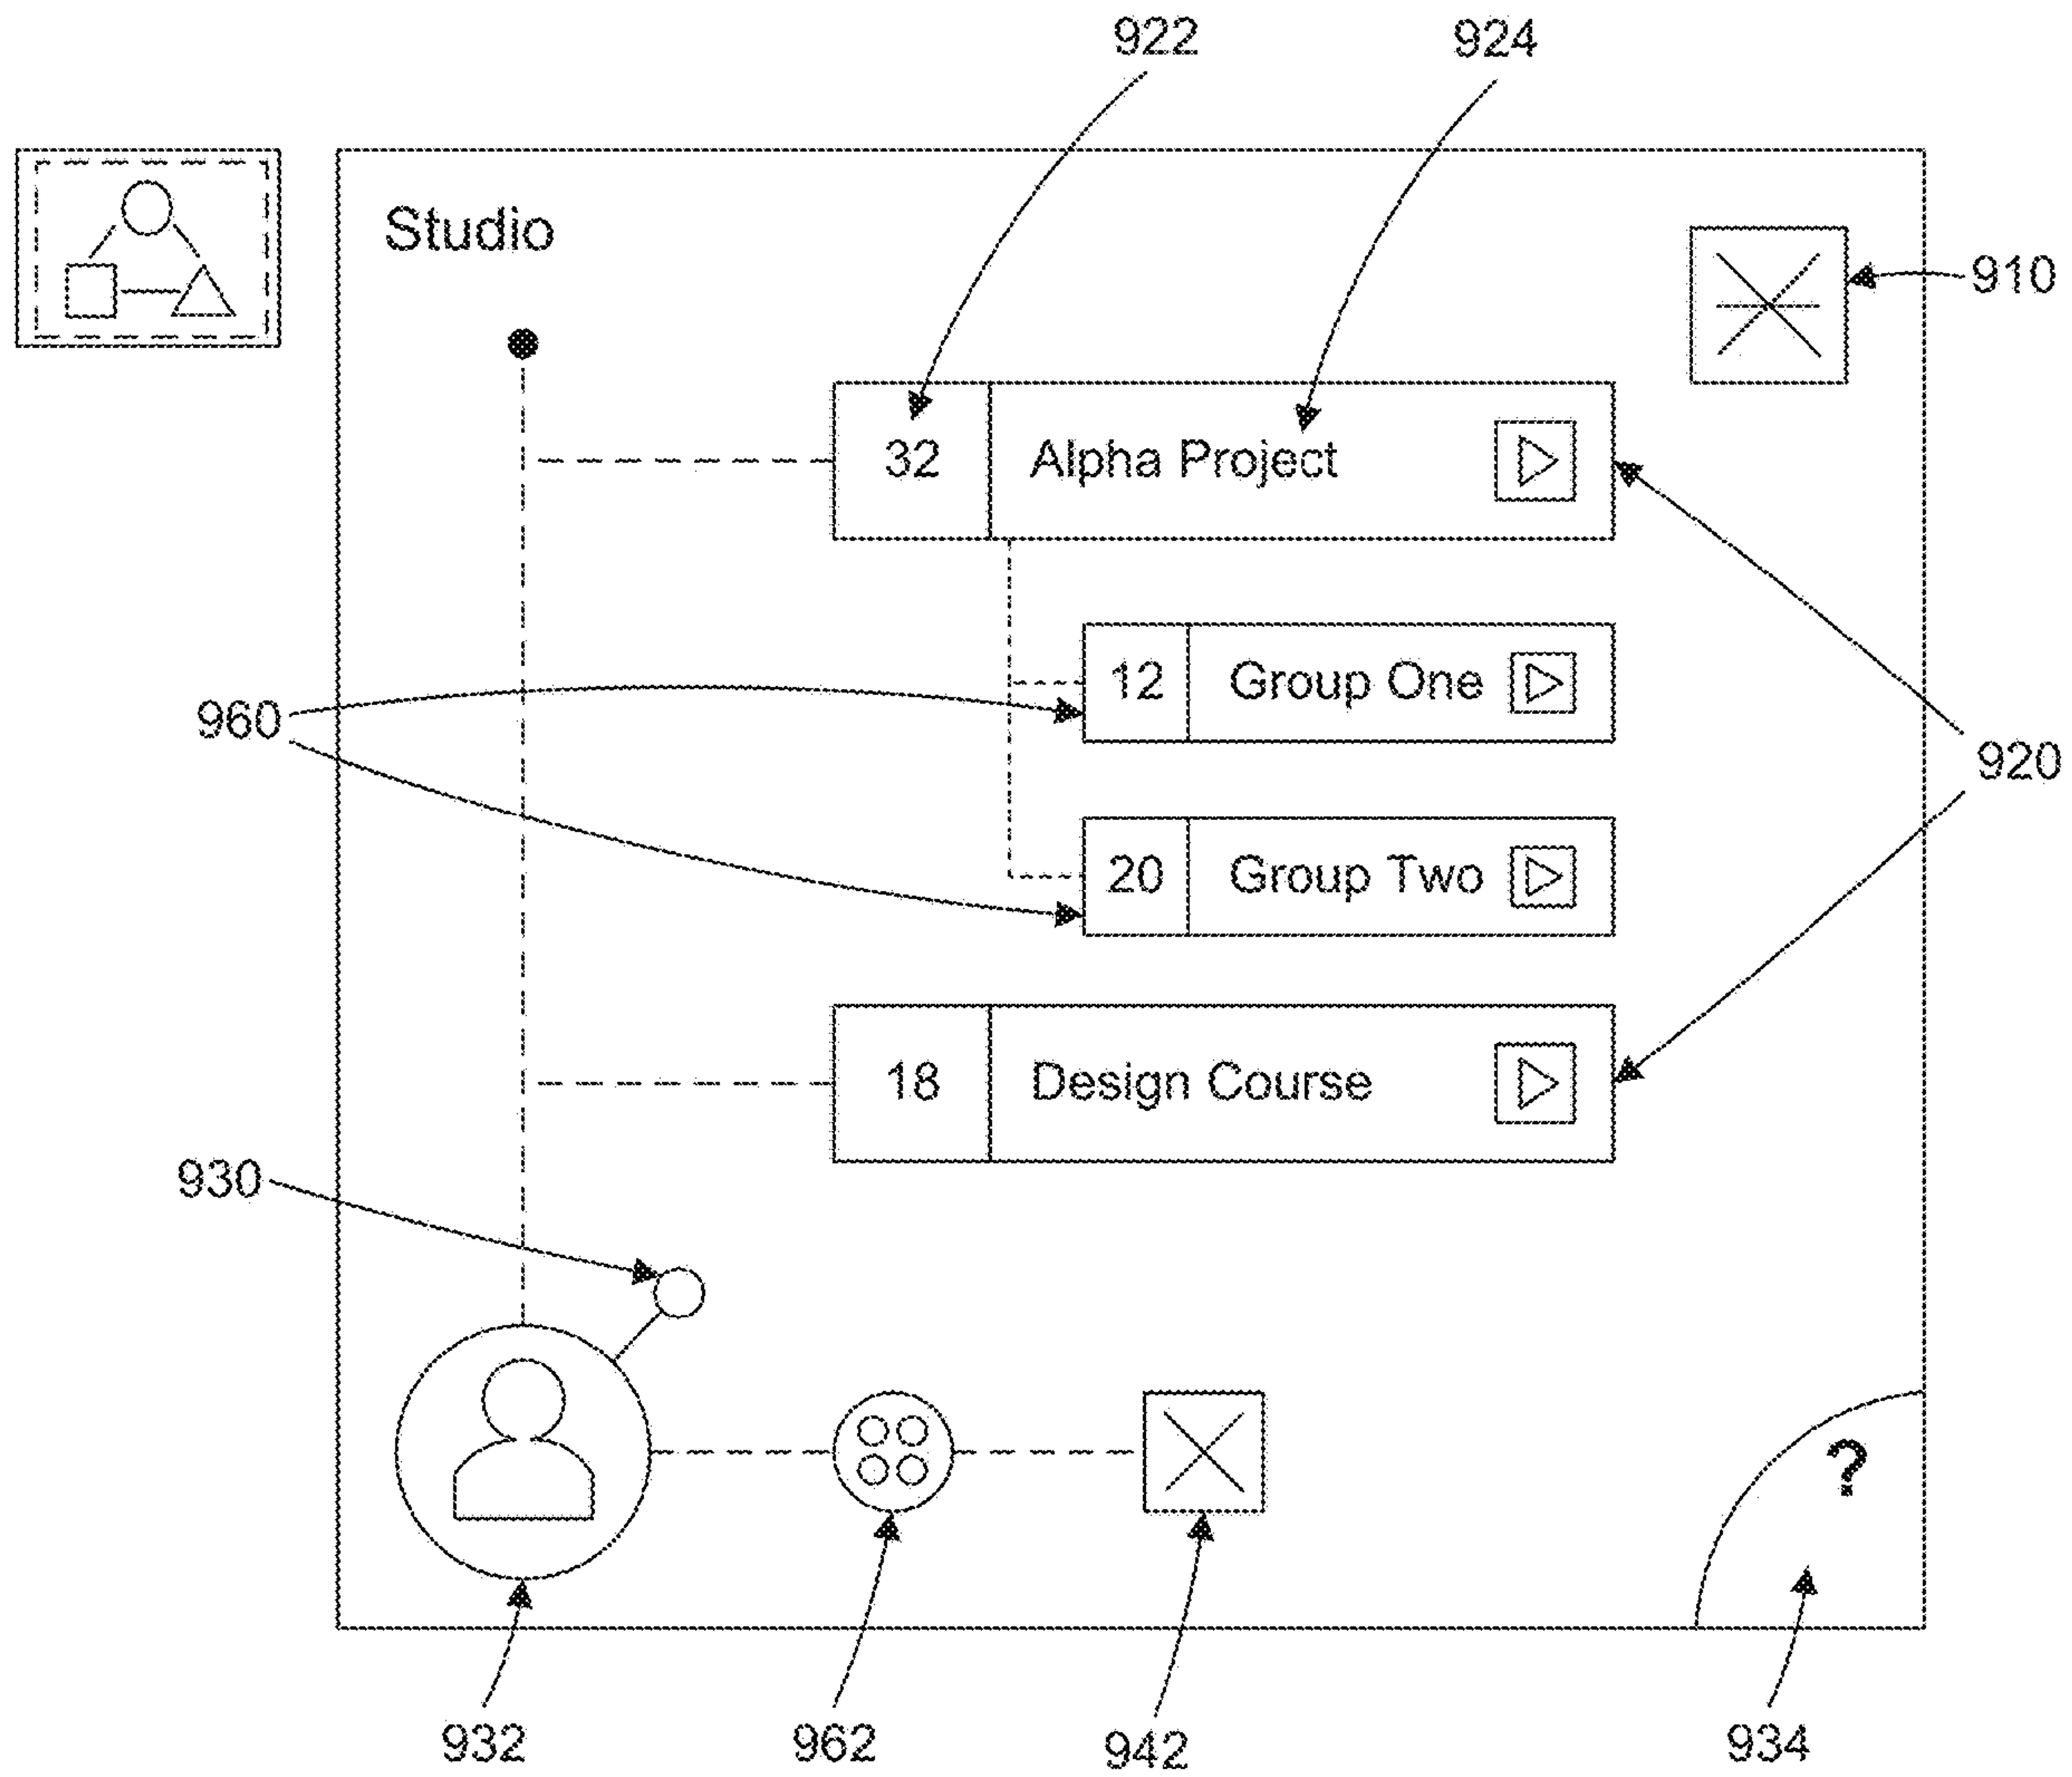 922 924
Studio
910
32 Alpha Project
12 Group One
960
920
20 Group Two
18 Design Course
930
?
932 962 942 934